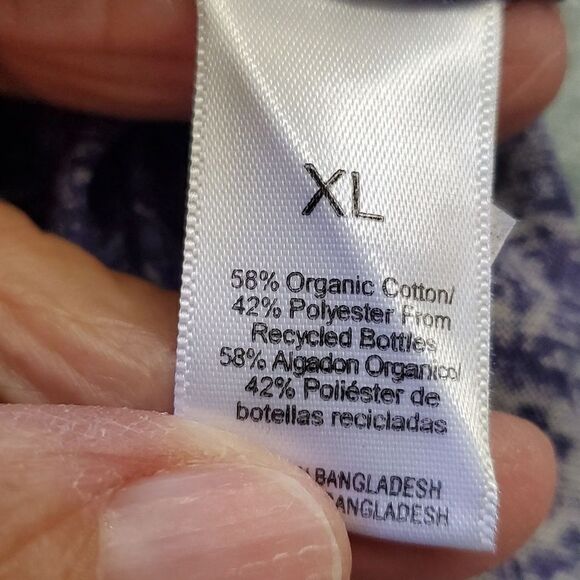 XL
58% Organic Cotton/
42% Polyester From
Recycled Bottles
58% Algadon Organico/
42% Poliéster de
botellas recicladas
BANGLADESH
BANGLADESH